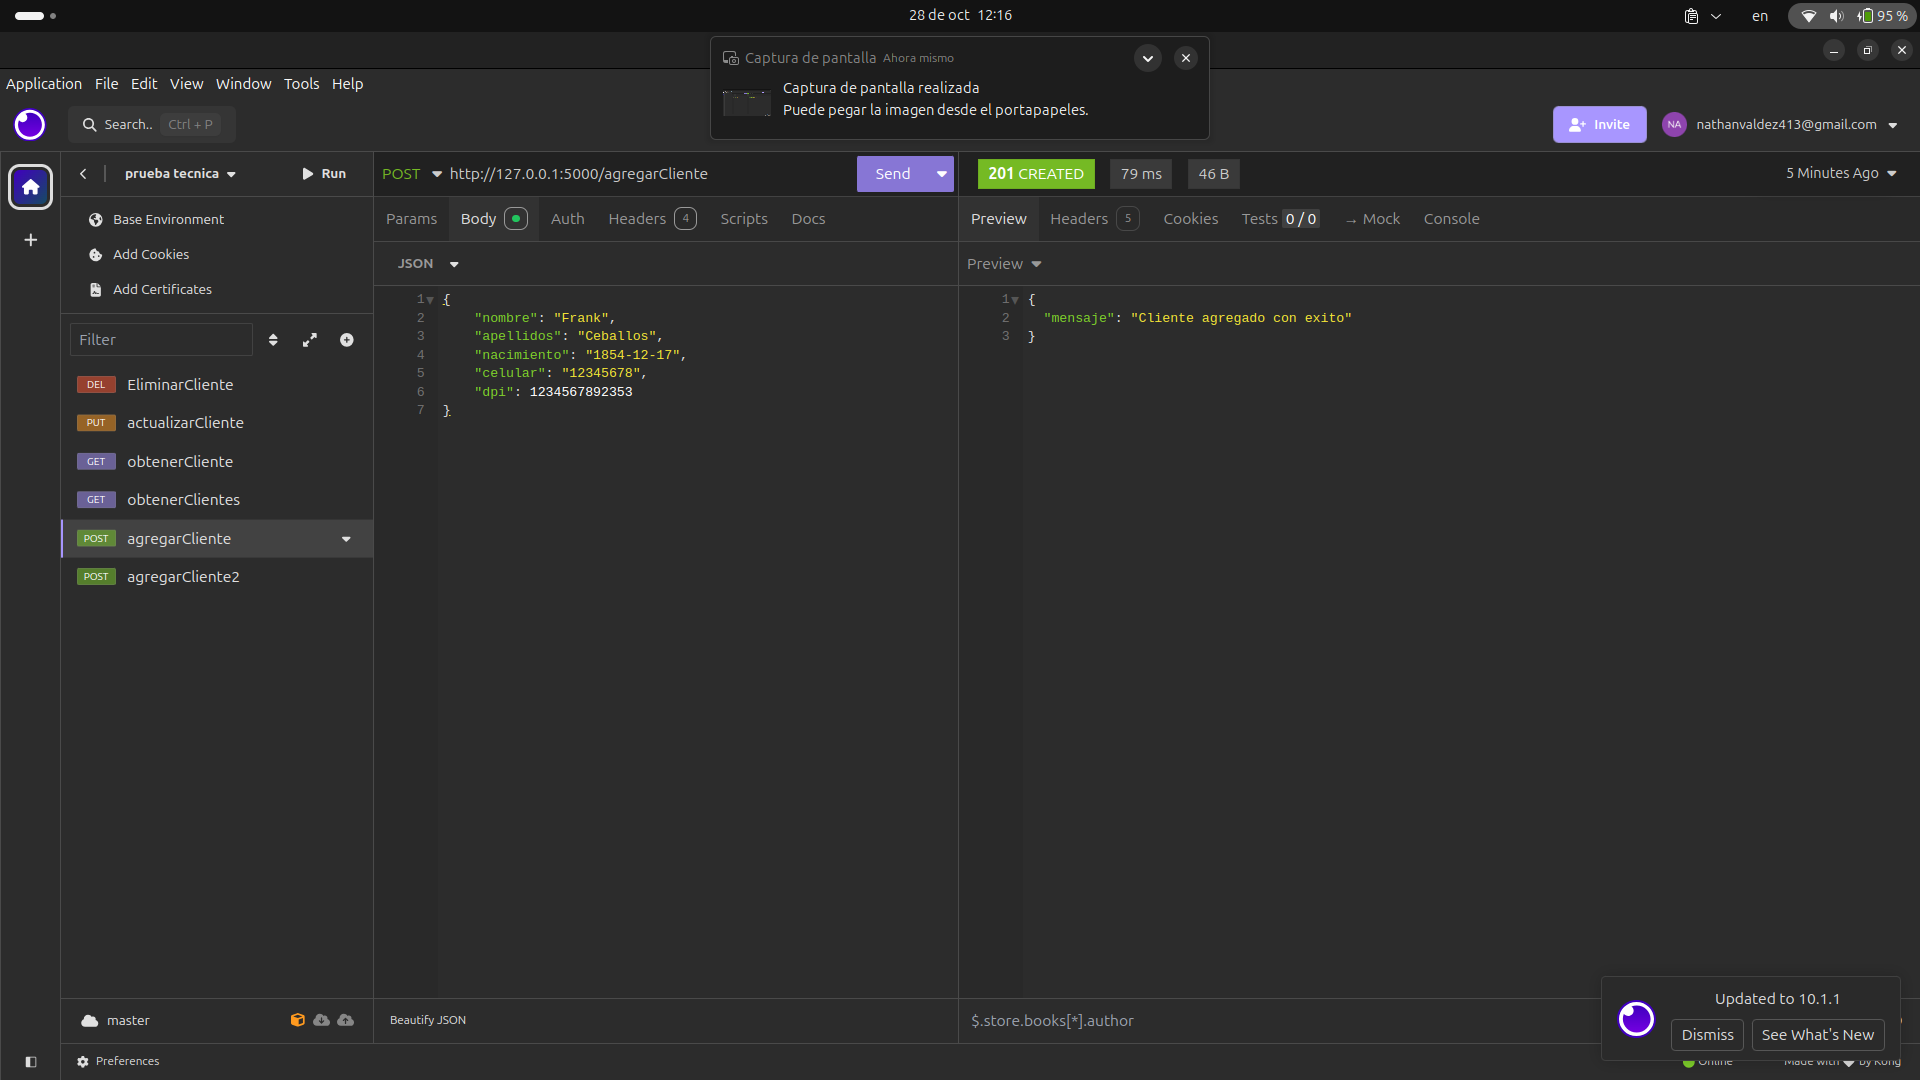 28 de oct 12:16
en
95 %
Captura de pantalla Ahora mismo
Captura de pantalla realizada
Puede pegar la imagen desde el portapapeles.
Application File Edit View Window Tools Help
Search.. Ctrl + P
Invite
NA nathanvaldez413@gmail.com
prueba tecnica
Run
POST http://127.0.0.1:5000/agregarCliente
Send
201 CREATED 79 ms 46 B
5 Minutes Ago
Base Environment
Add Cookies
Add Certificates
Params Body Auth Headers 4 Scripts Docs
Preview Headers 5 Cookies Tests 0 / 0 → Mock Console
JSON
Preview
Filter
DEL EliminarCliente
PUT actualizarCliente
GET obtenerCliente
GET obtenerClientes
POST agregarCliente
POST agregarCliente2
1 {
2 "nombre": "Frank",
3 "apellidos": "Ceballos",
4 "nacimiento": "1854-12-17",
5 "celular": "12345678",
6 "dpi": 1234567892353
7 }
1 {
2 "mensaje": "Cliente agregado con exito"
3 }
master
Beautify JSON
$.store.books[*].author
Updated to 10.1.1
Dismiss See What's New
Preferences
Online
Made with by Kong